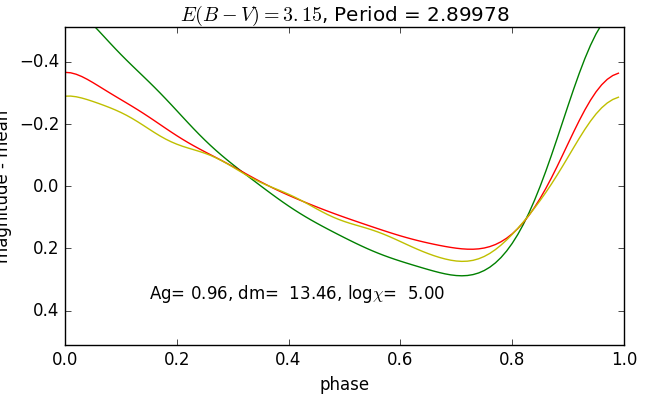 E(B − V) = 3.15, Period = 2.89978
magnitude - mean
−0.4
−0.2
0.0
0.2
0.4
Ag= 0.96, dm= 13.46, logχ= 5.00
0.0 0.2 0.4 0.6 0.8 1.0
phase